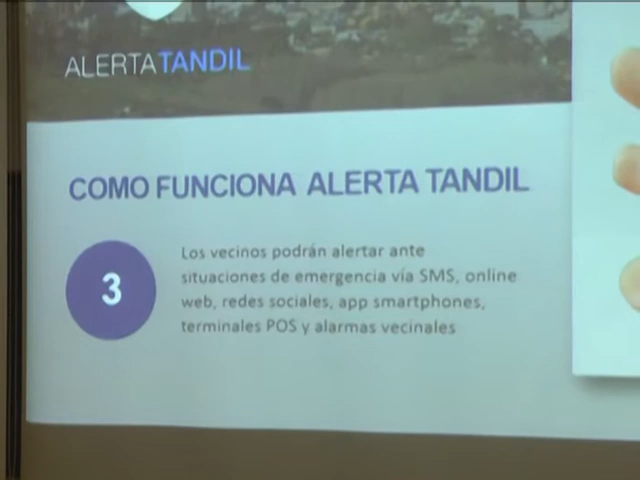 ALERTATANDIL
COMO FUNCIONA ALERTA TANDIL
3
Los vecinos podrán alertar ante
situaciones de emergencia vía SMS, online
web, redes sociales, app smartphones,
terminales POS y alarmas vecinales